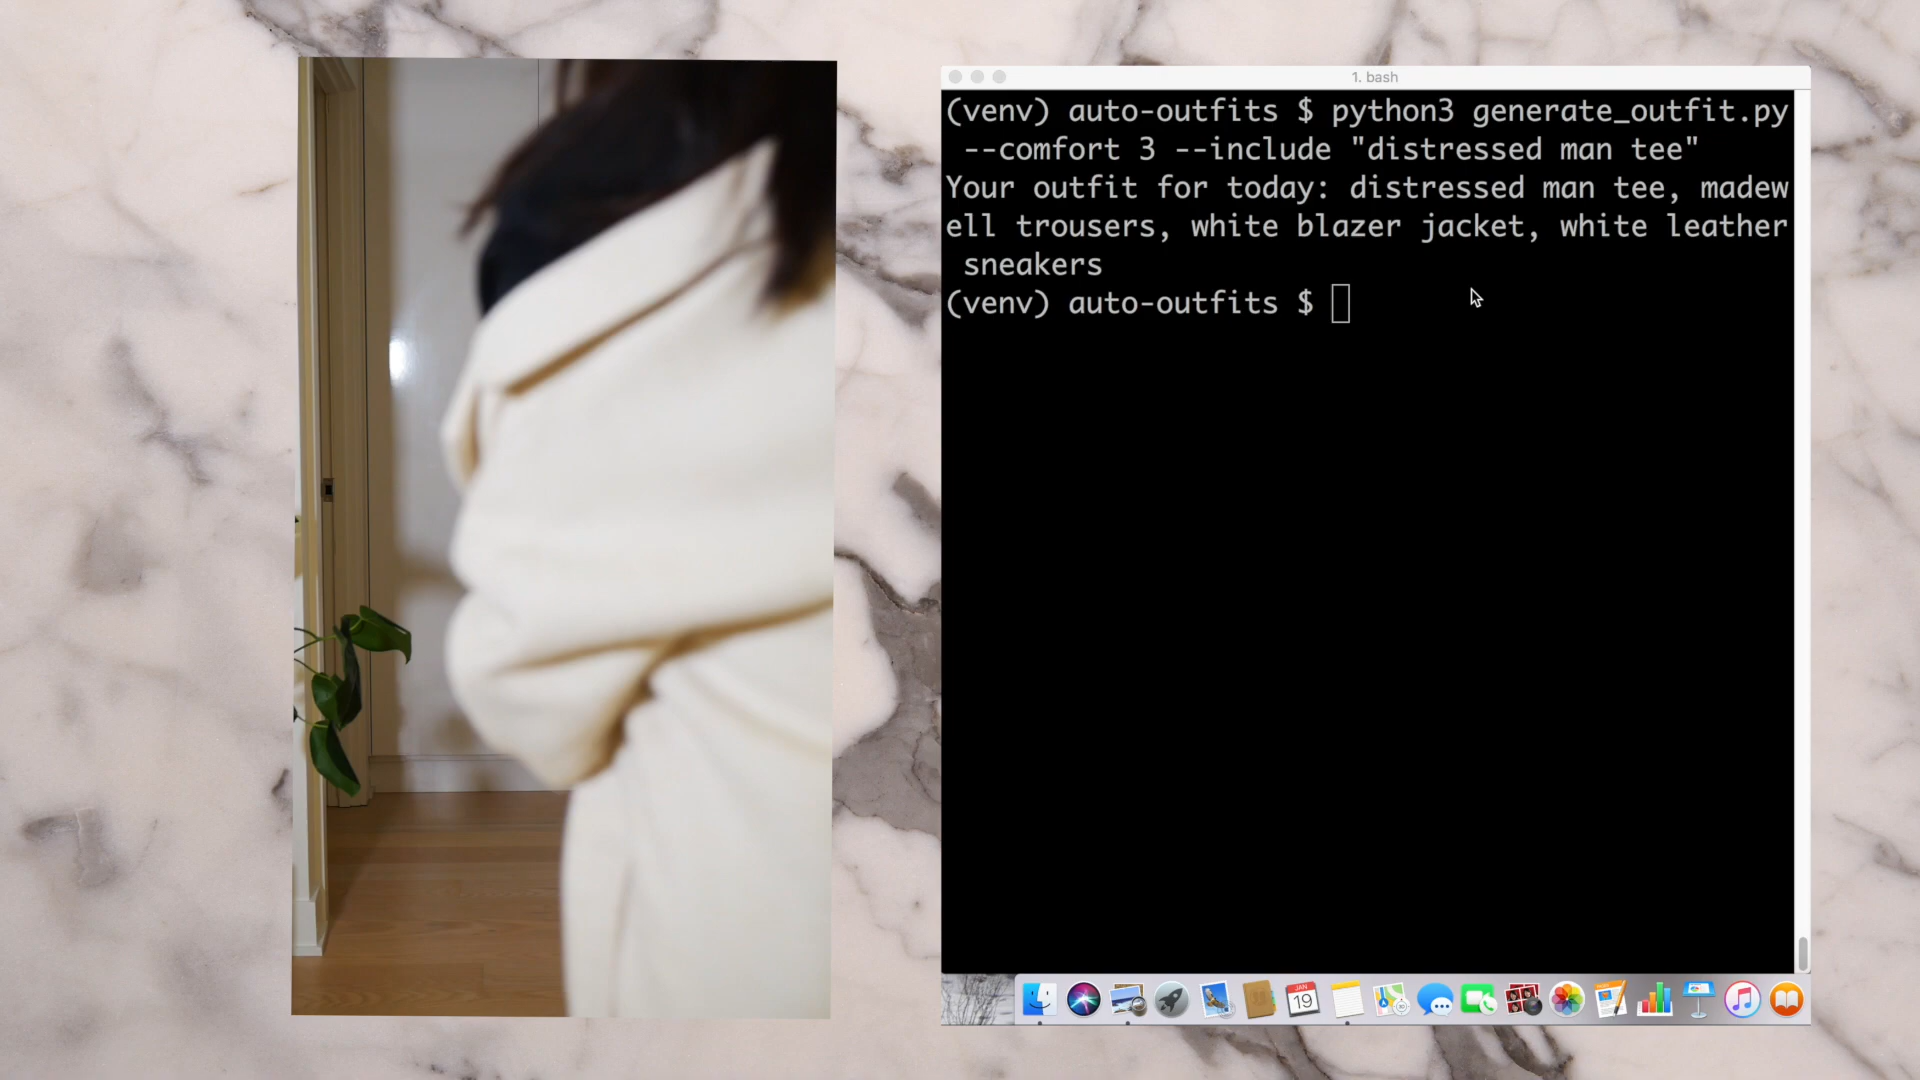 1. bash
(venv) auto-outfits $ python3 generate_outfit.py
--comfort 3 --include "distressed man tee"
Your outfit for today: distressed man tee, madew
ell trousers, white blazer jacket, white leather
sneakers
(venv) auto-outfits $
JAN
19